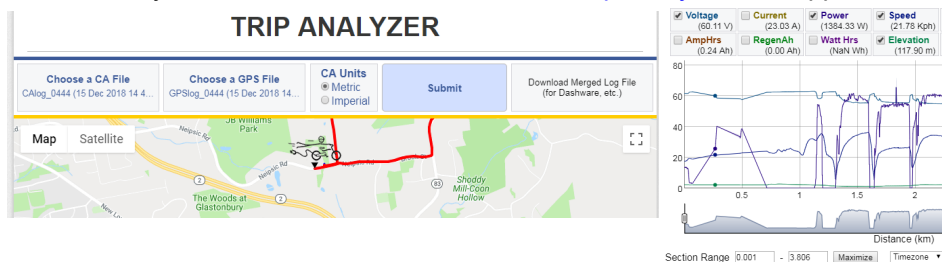 TRIP ANALYZER
Choose a CA File
CAlog_0444 (15 Dec 2018 14 4...
Choose a GPS File
GPSlog_0444 (15 Dec 2018 14...
CA Units
Metric
Imperial
Submit
Download Merged Log File
(for Dashware, etc.)
Map
Satellite
JB Williams
Park
Neipsic Rd
Neipsic Rd
2
83
Shoddy
Mill-Coon
Hollow
The Woods at
Glastonbury
2
Voltage
(60.11 V)
Current
(23.03 A)
Power
(1384.33 W)
Speed
(21.78 Kph)
AmpHrs
(0.24 Ah)
RegenAh
(0.00 Ah)
Watt Hrs
(NaN Wh)
Elevation
(117.90 m)
80
60
40
20
0
0.5
1
1.5
2
Distance (km)
Section Range 0.001 - 3.806 Maximize Timezone